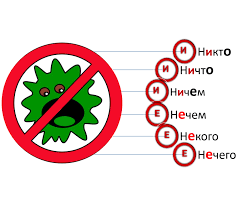 И Никто
И Ничто
И Ничем
Е Нечем
Е Некого
Е Нечего